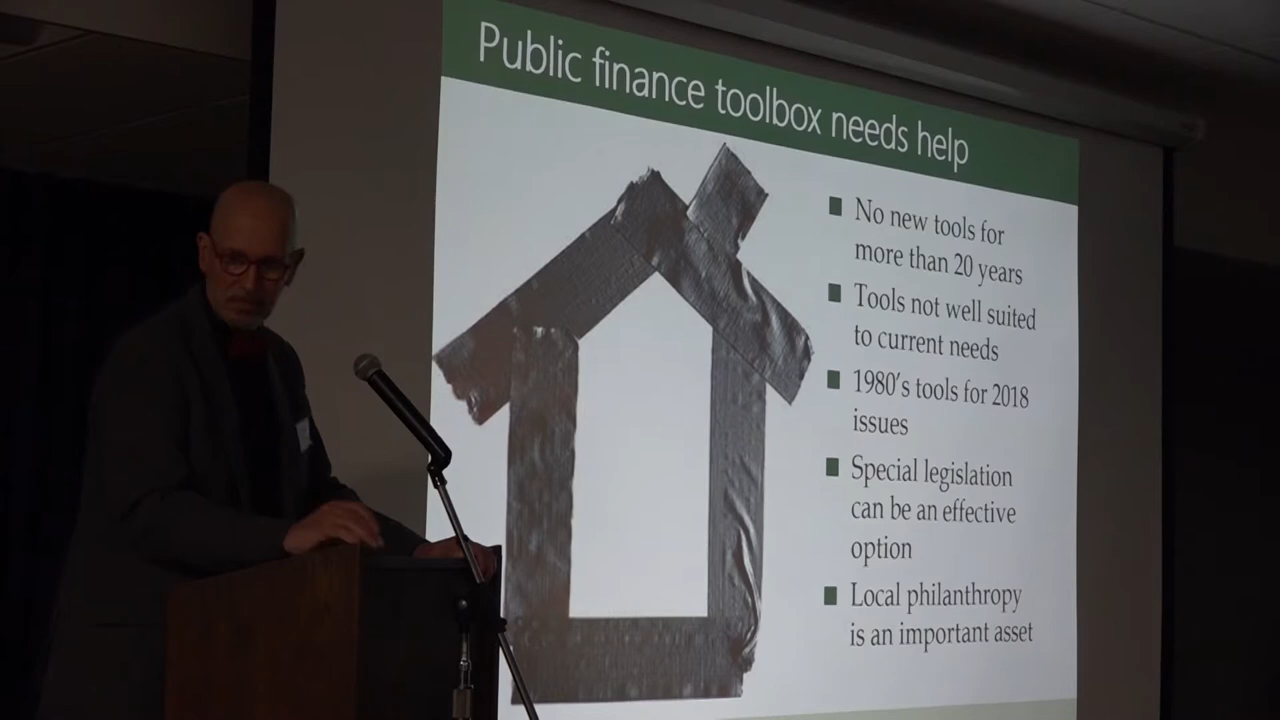 Public finance toolbox needs help
No new tools for
more than 20 years
Tools not well suited
to current needs
1980's tools for 2018
issues
Special legislation
can be an effective
option
Local philanthropy
is an important asset